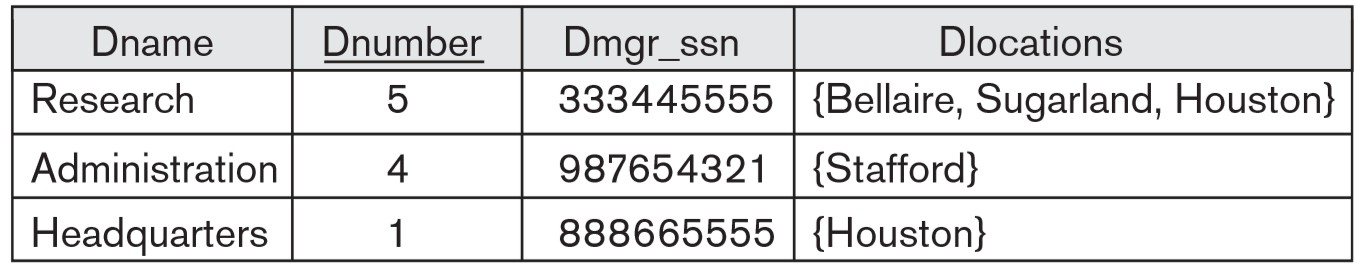 Dname Dnumber Dmgr_ssn Dlocations
Research 5 333445555 {Bellaire, Sugarland, Houston}
Administration 4 987654321 {Stafford}
Headquarters 1 888665555 {Houston}